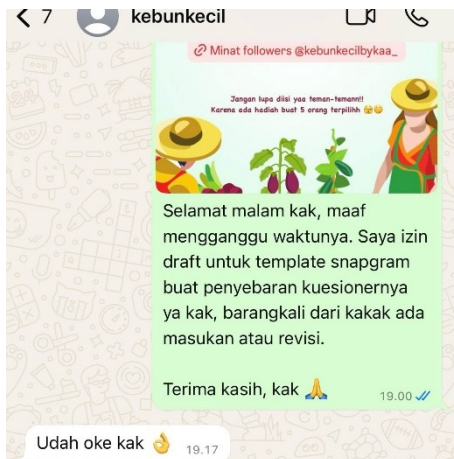 7 kebunkecil
Minat followers @kebunkecilbykaa_
Jangan lupa diisi yaa teman-temann!!
Karena ada hadiah buat 5 orang terpilihh 🤩😊
Selamat malam kak, maaf
mengganggu waktunya. Saya izin
draft untuk template snapgram
buat penyebaran kuesionernya
ya kak, barangkali dari kakak ada
masukan atau revisi.
Terima kasih, kak 🙏
19.00
Udah oke kak 👌 19.17